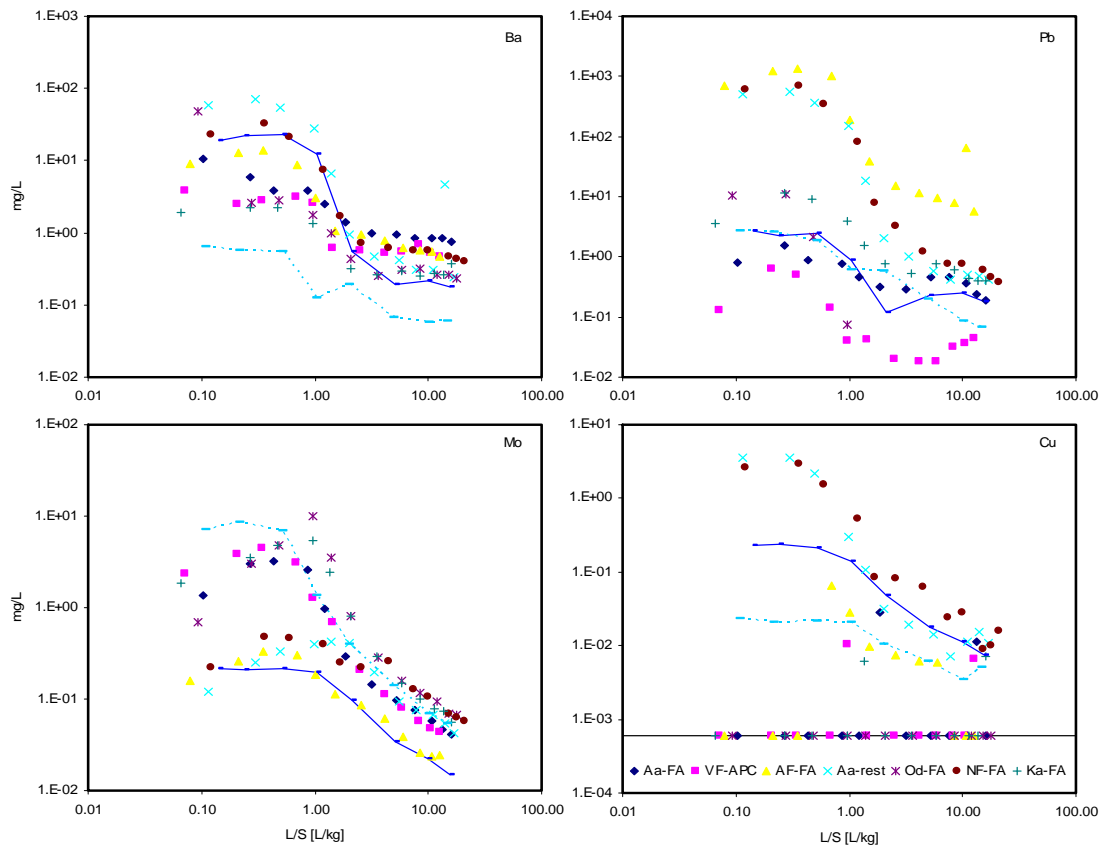 1.E+03
Ba
1.E+02
1.E+01
mg/L
1.E+00
1.E-01
1.E-02
0.01 0.10 1.00 10.00 100.00
1.E+04
Pb
1.E+03
1.E+02
1.E+01
1.E+00
1.E-01
1.E-02
0.01 0.10 1.00 10.00 100.00
1.E+02
Mo
1.E+01
mg/L
1.E+00
1.E-01
1.E-02
0.01 0.10 1.00 10.00 100.00
L/S [L/kg]
1.E+01
Cu
1.E+00
1.E-01
1.E-02
1.E-03
Aa-FA VF-APC AF-FA Aa-rest Od-FA NF-FA Ka-FA
1.E-04
0.01 0.10 1.00 10.00 100.00
L/S [L/kg]